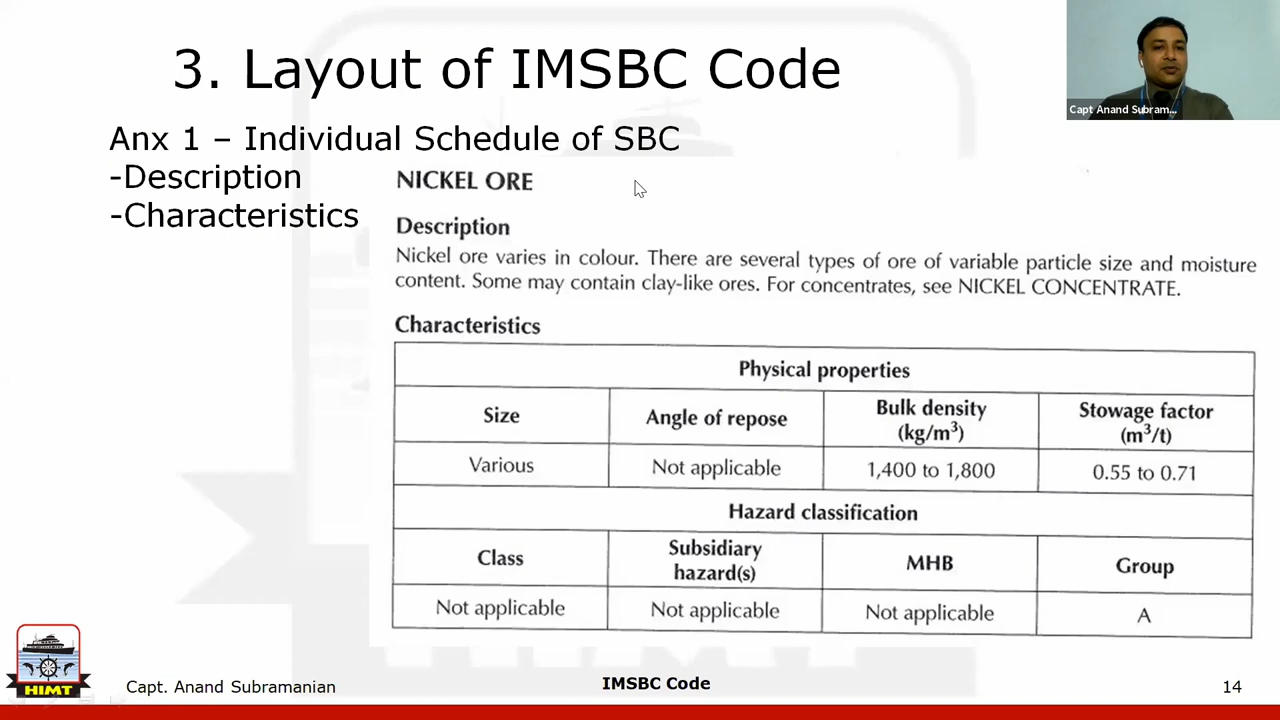 3. Layout of IMSBC Code
Capt Anand Subram...
Anx 1 – Individual Schedule of SBC
-Description
-Characteristics
NICKEL ORE
Description
Nickel ore varies in colour. There are several types of ore of variable particle size and moisture
content. Some may contain clay-like ores. For concentrates, see NICKEL CONCENTRATE.
Characteristics
Physical properties
Size
Angle of repose
Bulk density
(kg/m³)
Stowage factor
(m³/t)
Various
Not applicable
1,400 to 1,800
0.55 to 0.71
Hazard classification
Class
Subsidiary
hazard(s)
MHB
Group
Not applicable
Not applicable
Not applicable
A
HIMT
Capt. Anand Subramanian
IMSBC Code
14